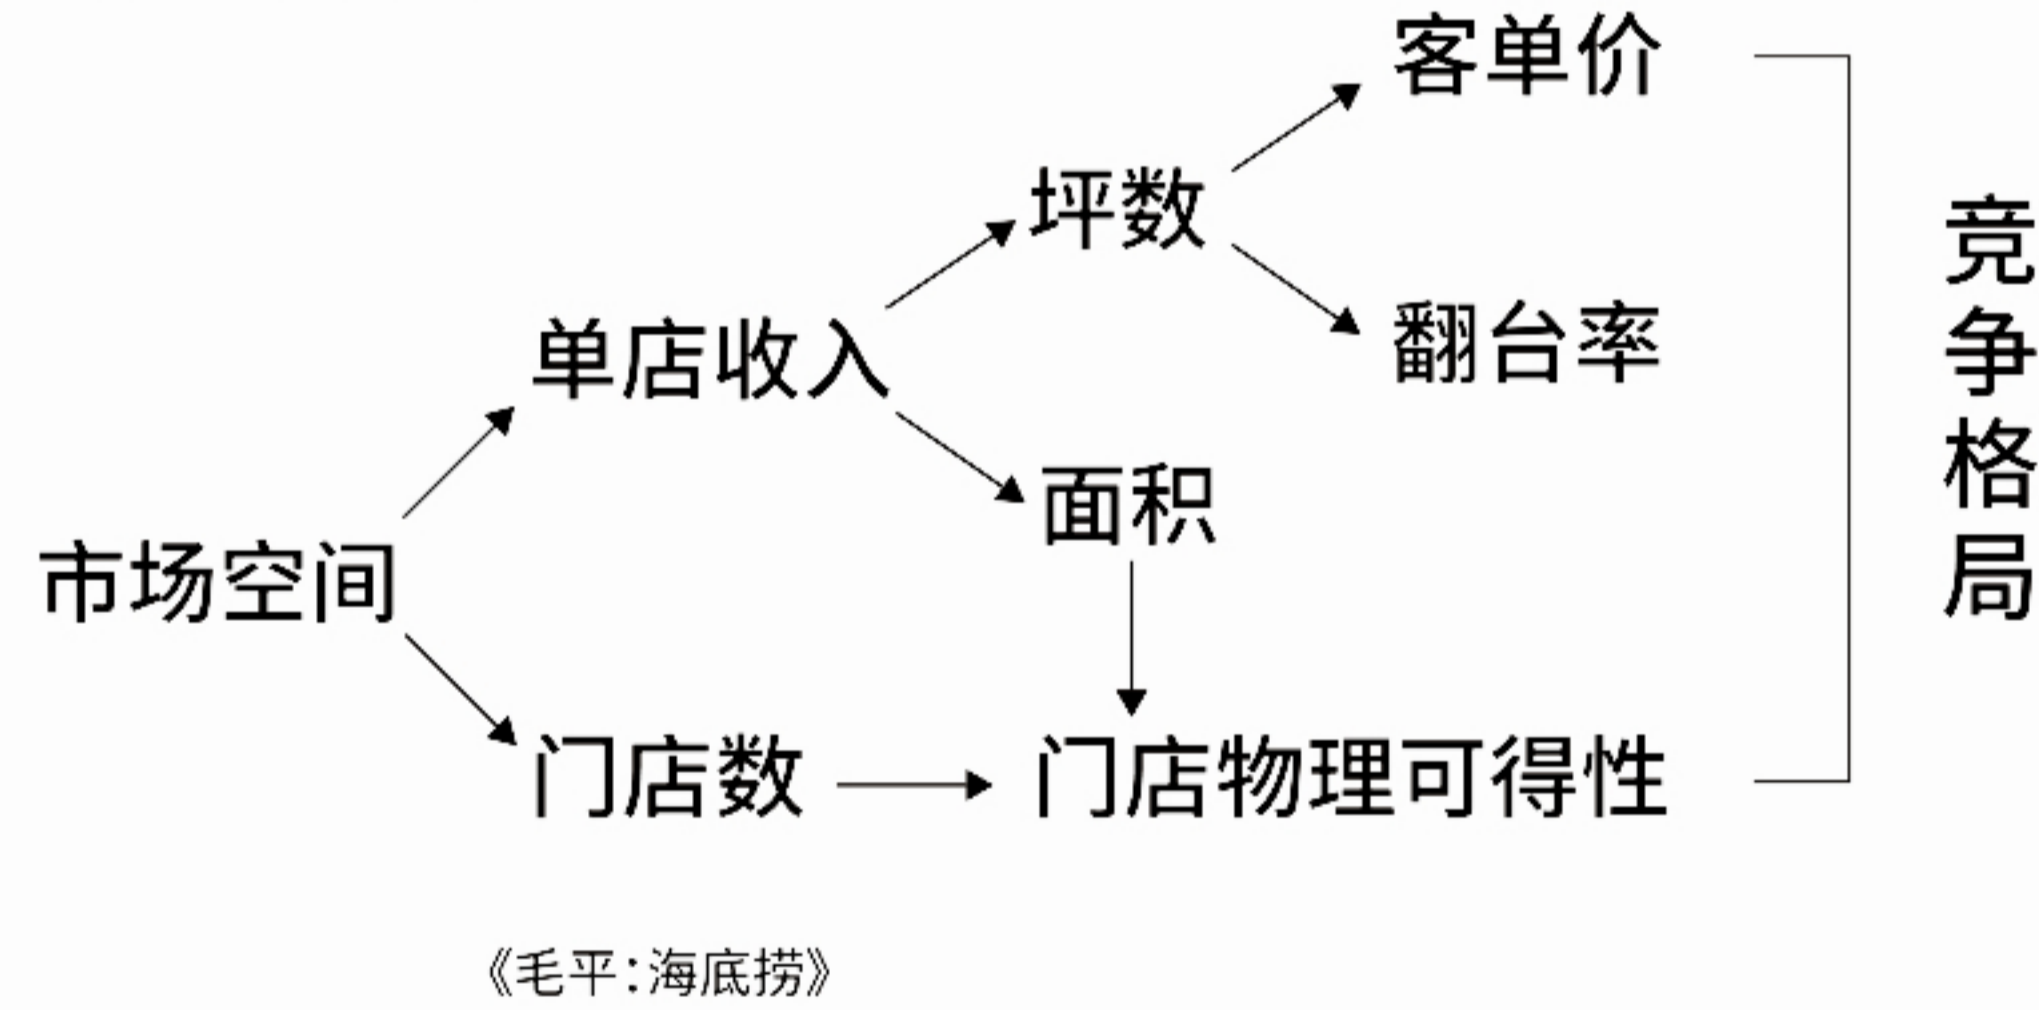 客单价
坪数
翻台率
单店收入
面积
市场空间
门店数
门店物理可得性
竞争格局
《毛平:海底捞》